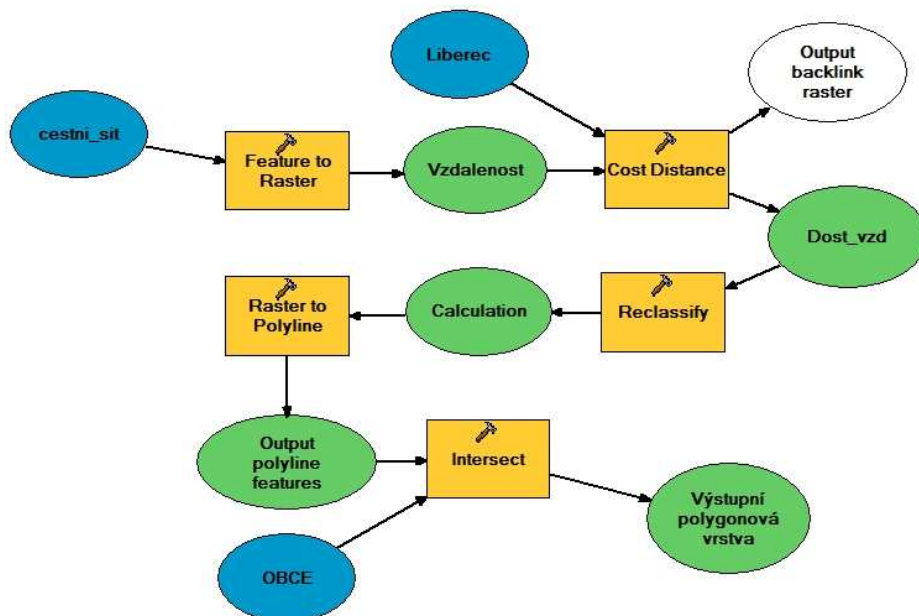 Liberec
Output
backlink
raster
cestni_sit
Feature to
Raster
Vzdalenost
Cost Distance
Dost_vzd
Raster to
Polyline
Calculation
Reclassify
Output
polyline
features
Intersect
Výstupní
polygonová
vrstva
OBCE